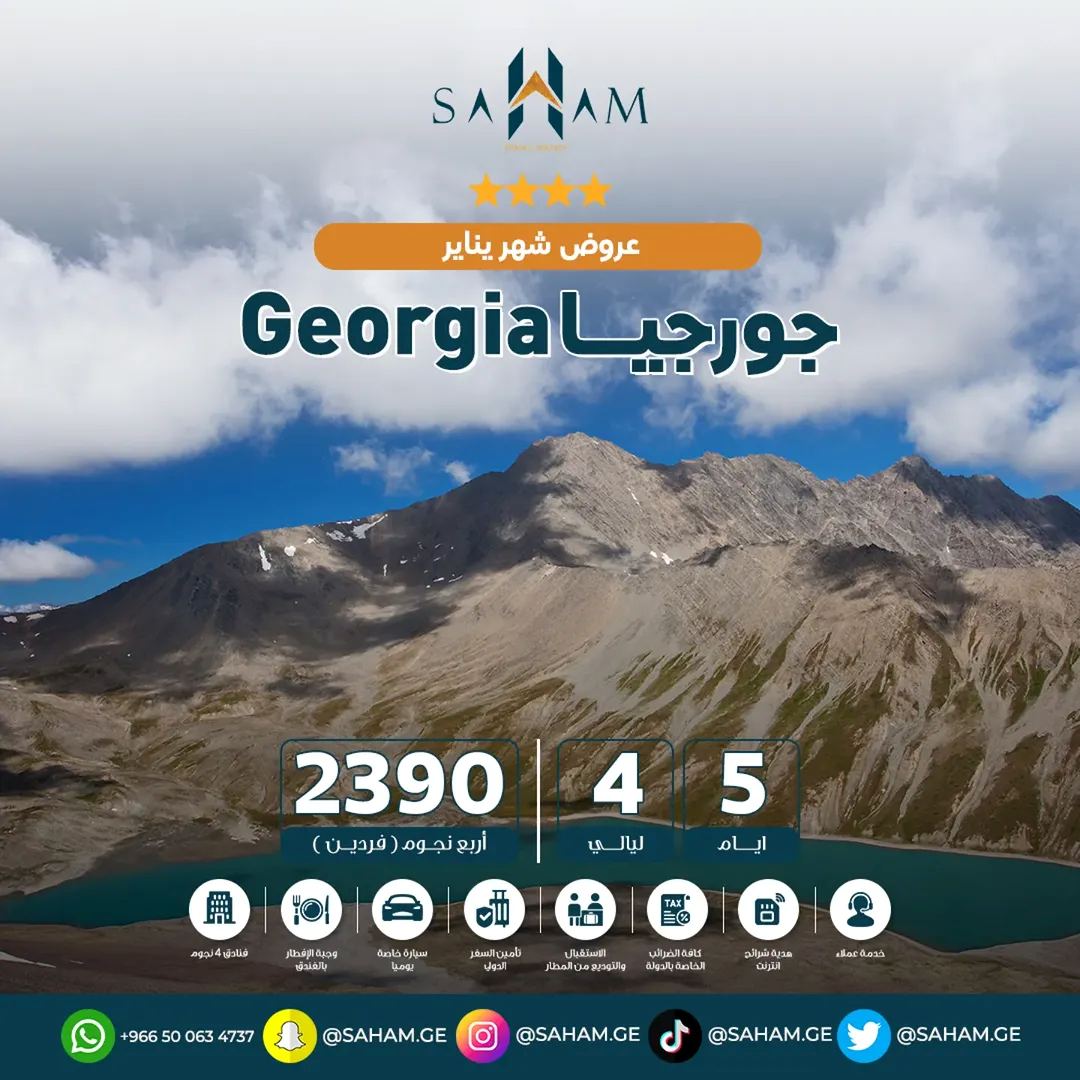 SAHAM
عروض شهر يناير
جورجيا Georgia
5
ايام
4
ليالي
2390
أربع نجوم ( فردين )
خدمة عملاء
هدية شرائح
انترنت
TAX
كافة الضرائب
الخاصة بالدولة
الاستقبال
والتوديع من المطار
تأمين السفر
الدولي
سيارة خاصة
يوميا
وجبة الإفطار
بالفندق
فنادق 4 نجوم
+966 50 063 4737
@SAHAM.GE
@SAHAM.GE
@SAHAM.GE
@SAHAM.GE